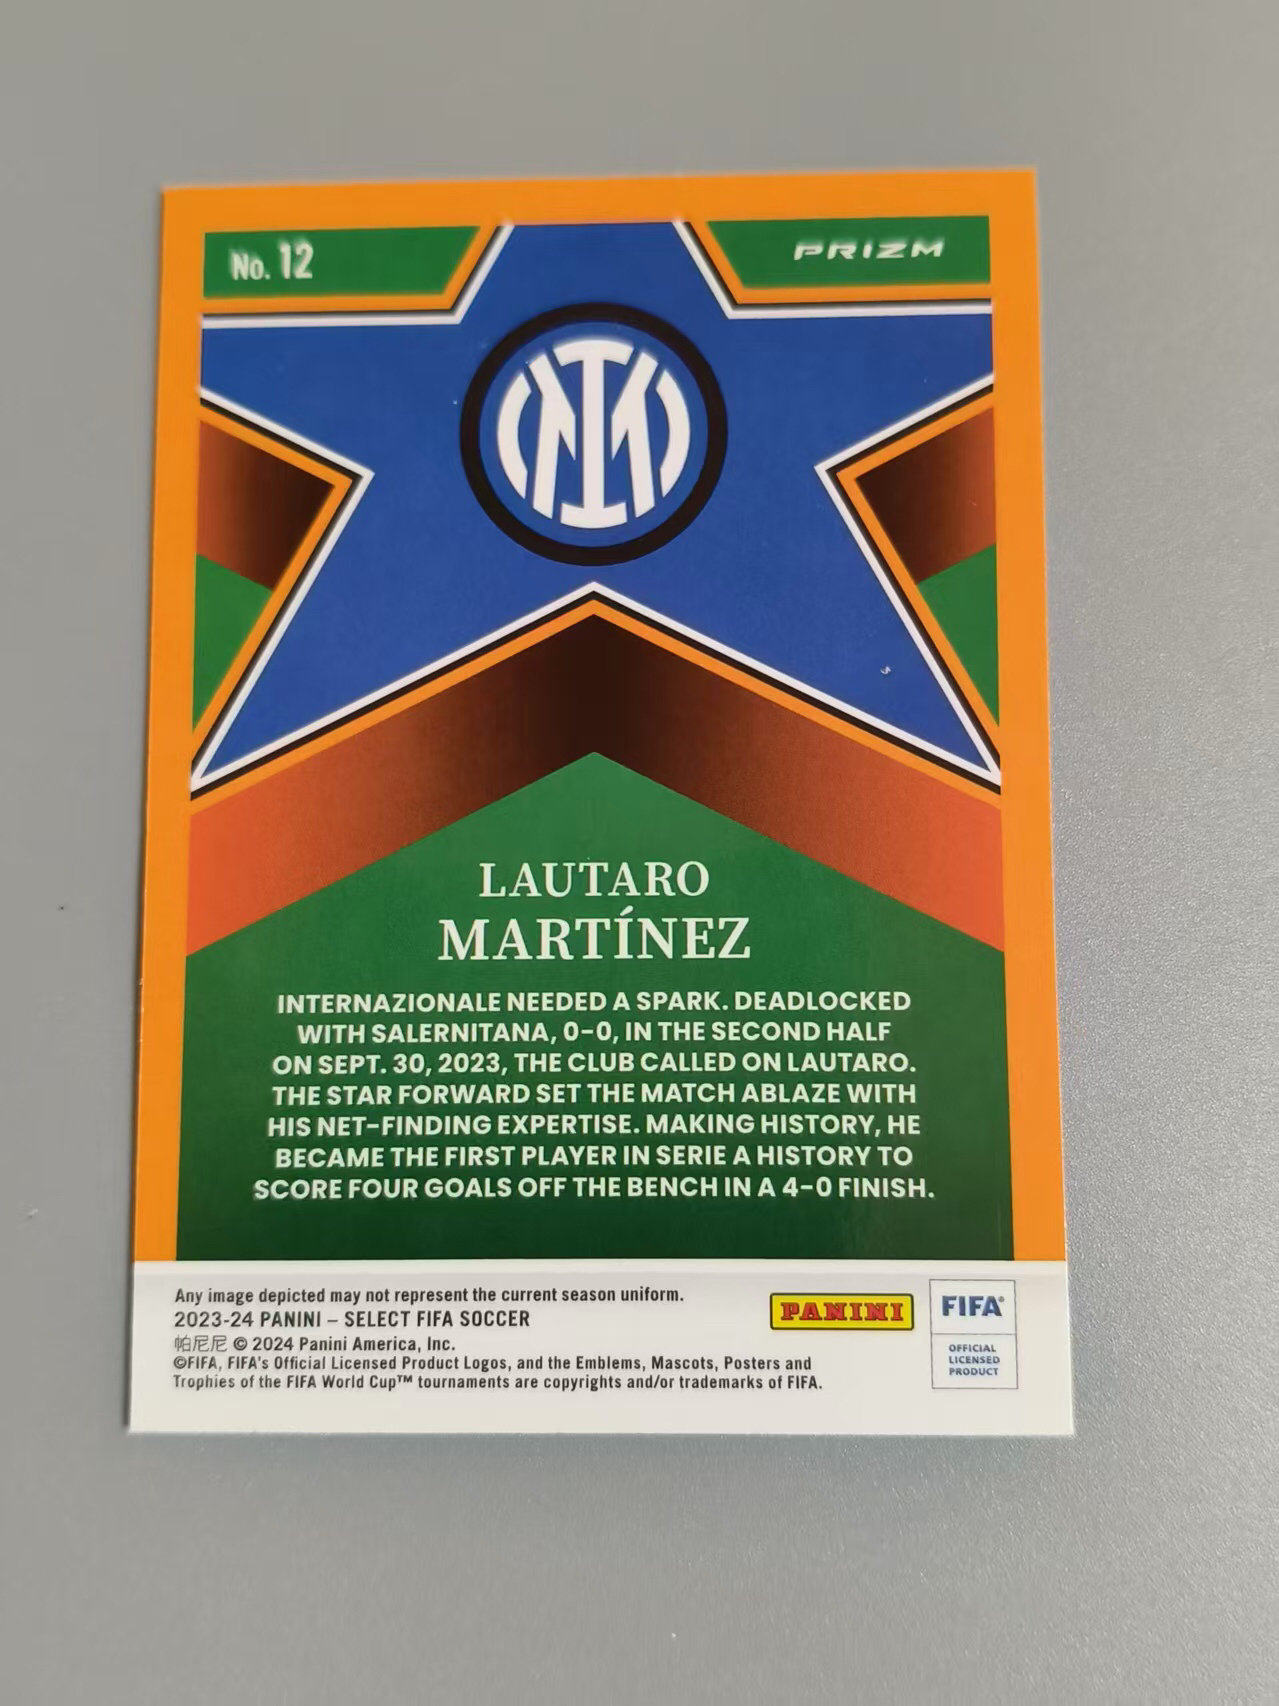 No. 12
PRIZM
LAUTARO
MARTÍNEZ
INTERNAZIONALE NEEDED A SPARK. DEADLOCKED
WITH SALERNITANA, 0-0, IN THE SECOND HALF
ON SEPT. 30, 2023, THE CLUB CALLED ON LAUTARO.
THE STAR FORWARD SET THE MATCH ABLAZE WITH
HIS NET-FINDING EXPERTISE. MAKING HISTORY, HE
BECAME THE FIRST PLAYER IN SERIE A HISTORY TO
SCORE FOUR GOALS OFF THE BENCH IN A 4-0 FINISH.
Any image depicted may not represent the current season uniform.
2023-24 PANINI – SELECT FIFA SOCCER
帕尼尼 © 2024 Panini America, Inc.
©FIFA, FIFA's Official Licensed Product Logos, and the Emblems, Mascots, Posters and
Trophies of the FIFA World Cup™ tournaments are copyrights and/or trademarks of FIFA.
PANINI
FIFA®
OFFICIAL
LICENSED
PRODUCT